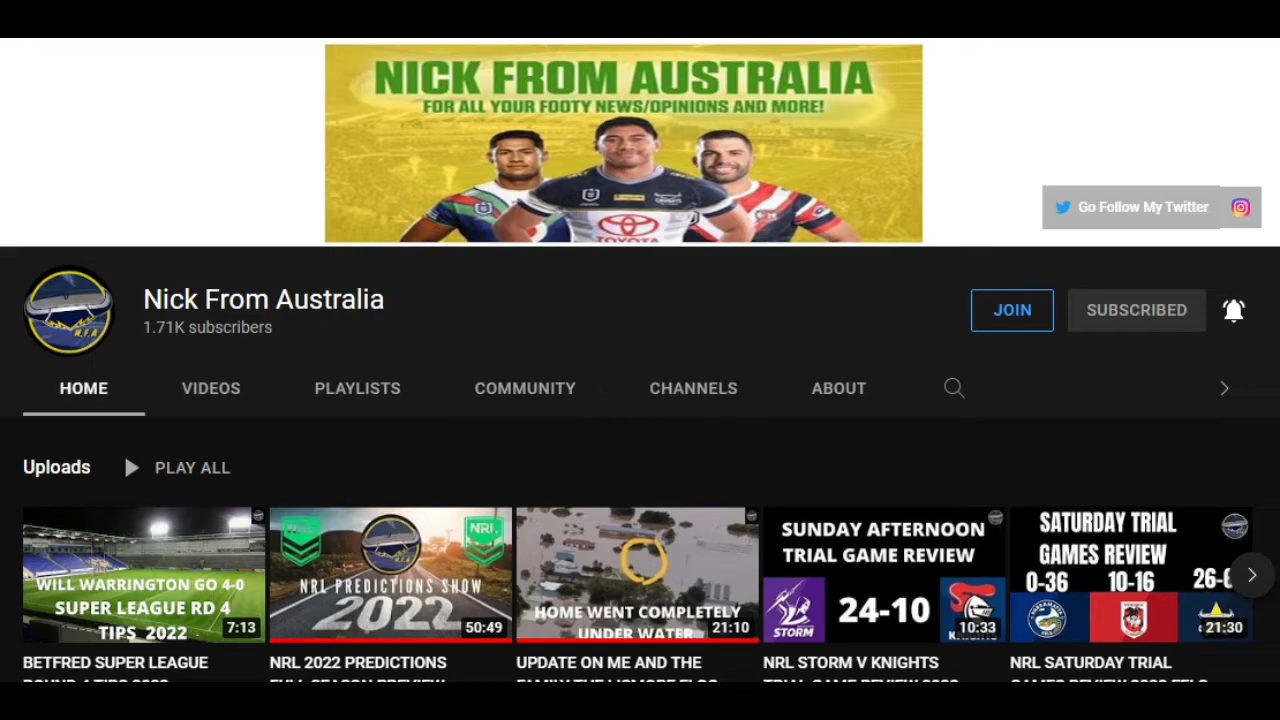 NICK FROM AUSTRALIA
FOR ALL YOUR FOOTY NEWS/OPINIONS AND MORE!
TOYOTA
Go Follow My Twitter
N.F.A
Nick From Australia
1.71K subscribers
JOIN
SUBSCRIBED
HOME
VIDEOS
PLAYLISTS
COMMUNITY
CHANNELS
ABOUT
Uploads
PLAY ALL
WILL WARRINGTON GO 4-0
SUPER LEAGUE RD 4
TIPS 2022
7:13
BETFRED SUPER LEAGUE
NRL
NRL PREDICTIONS SHOW
2022
50:49
NRL 2022 PREDICTIONS
HOME WENT COMPLETELY
UNDER WATER
21:10
UPDATE ON ME AND THE
SUNDAY AFTERNOON
TRIAL GAME REVIEW
STORM
24-10
10:33
NRL STORM V KNIGHTS
SATURDAY TRIAL
GAMES REVIEW
0-36 10-16
21:30
NRL SATURDAY TRIAL